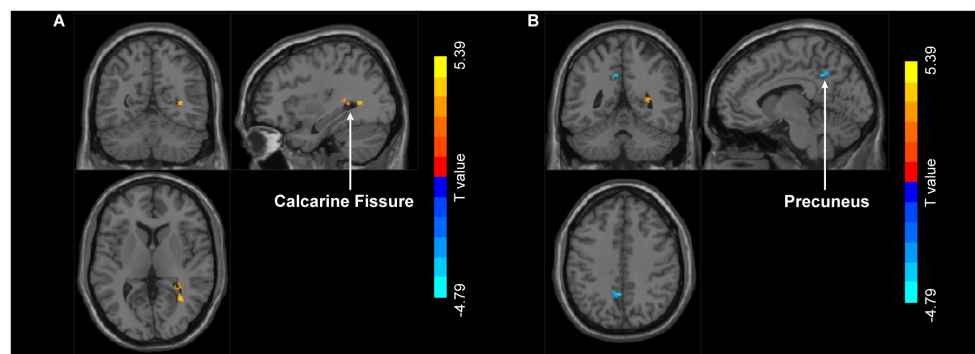 A
5.39
T value
-4.79
Calcarine Fissure
B
5.39
T value
-4.79
Precuneus